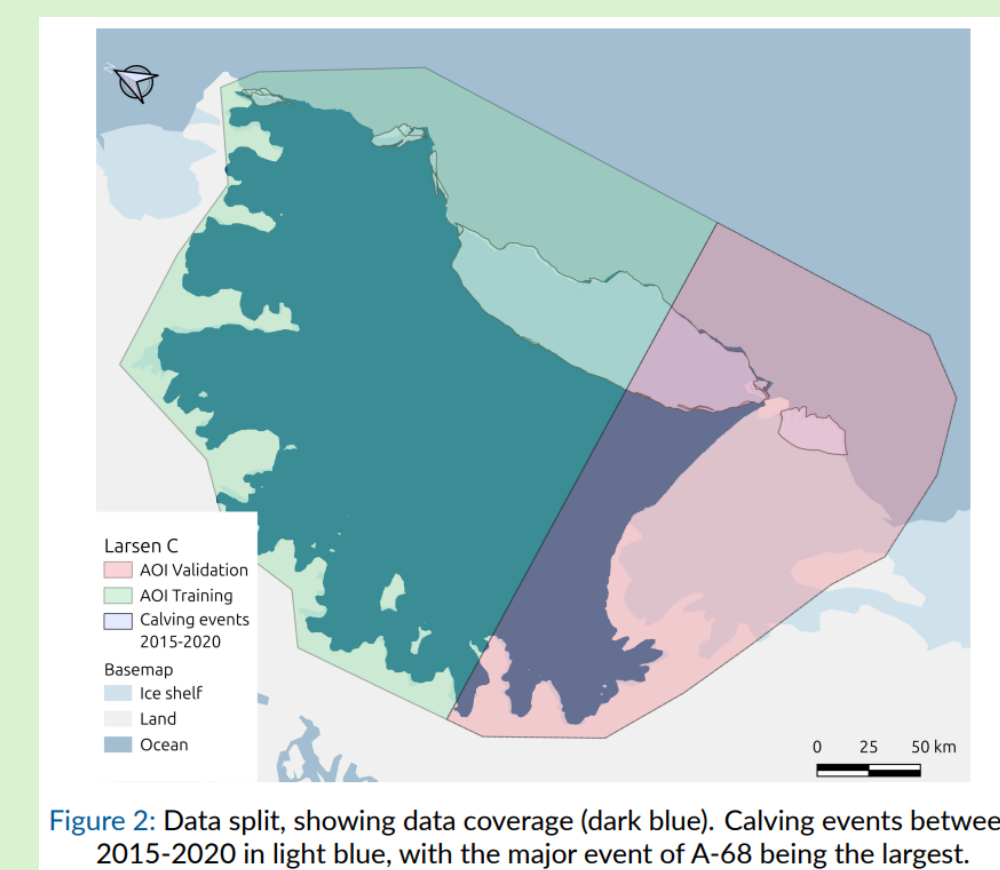 Larsen C
AOI Validation
AOI Training
Calving events
2015-2020
Basemap
Ice shelf
Land
Ocean
0 25 50 km
Figure 2: Data split, showing data coverage (dark blue). Calving events betwee
2015-2020 in light blue, with the major event of A-68 being the largest.